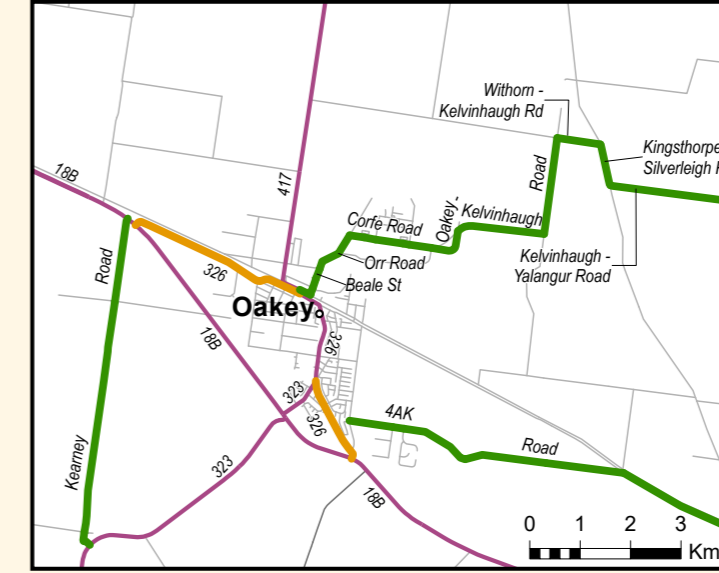 Withorn -
Kelvinhaugh Rd
Kingsthorpe
Silverleigh
18B
417
Road
Oakey -
Kelvinhaugh
Corfe Road
Orr Road
Beale St
Kelvinhaugh -
Yalangur Road
Road
326
Oakey
18B
326
323
326
4AK
Road
Kearney
323
18B
0 1 2 3
Km